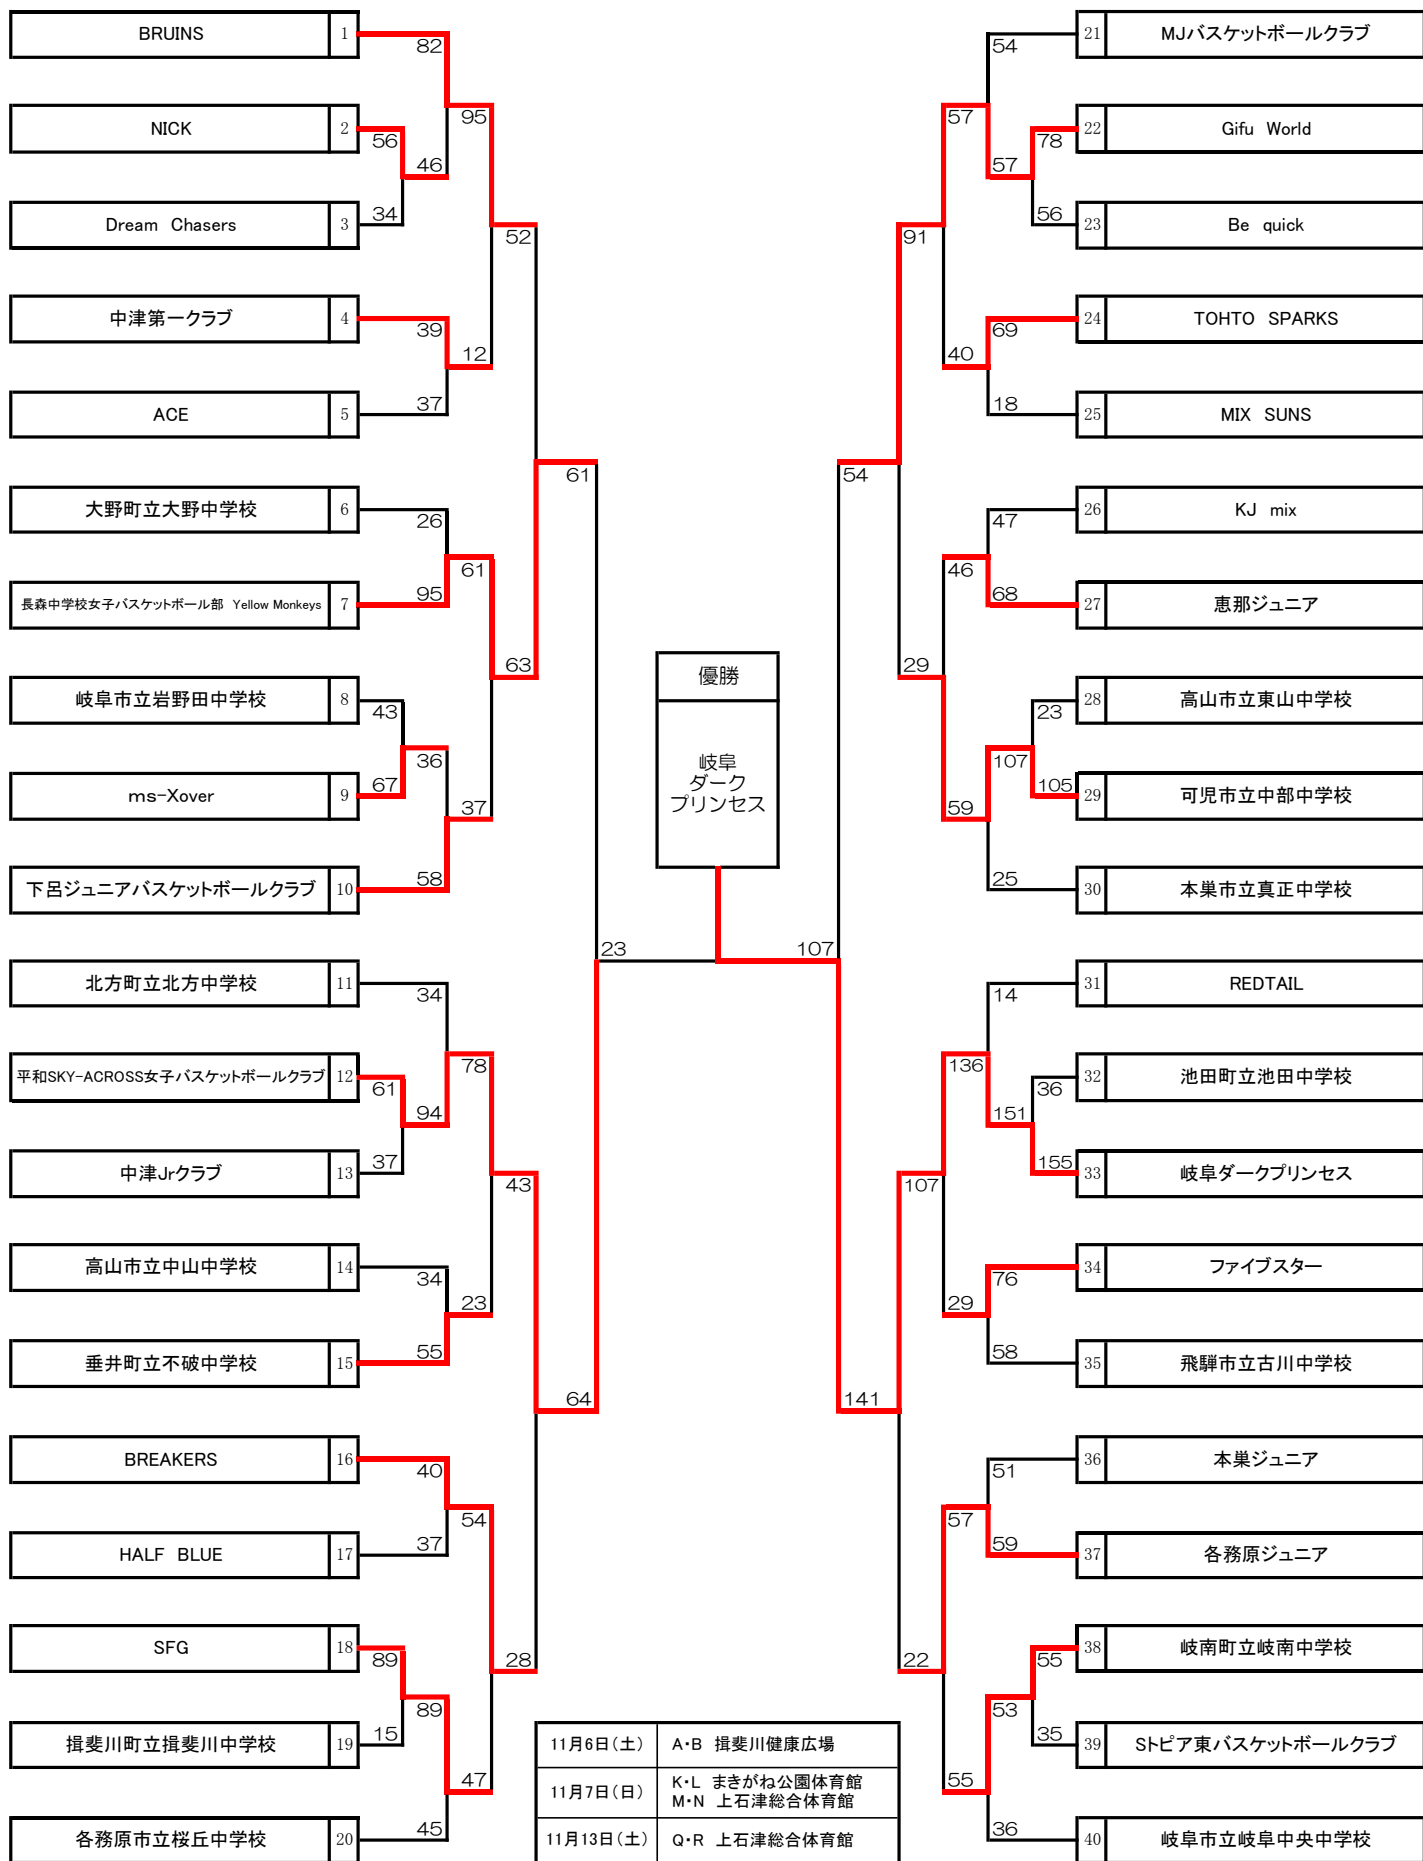 BRUINS 1
82
95
NICK 2
56
46
Dream Chasers 3
34
52
中津第一クラブ 4
39
12
ACE 5
37
61
大野町立大野中学校 6
26
61
長森中学校女子バスケットボール部 Yellow Monkeys 7
95
63
岐阜市立岩野田中学校 8
43
36
ms-Xover 9
67
37
下呂ジュニアバスケットボールクラブ 10
58
23
北方町立北方中学校 11
34
78
平和SKY-ACROSS女子バスケットボールクラブ 12
61
94
中津Jrクラブ 13
37
43
高山市立中山中学校 14
34
23
垂井町立不破中学校 15
55
64
BREAKERS 16
40
54
HALF BLUE 17
37
SFG 18
89
28
89
揖斐川町立揖斐川中学校 19
15
47
各務原市立桜丘中学校 20
45
優勝
岐阜
ダーク
プリンセス
107
21 MJバスケットボールクラブ
54
57
22 Gifu World
78
57
23 Be quick
56
91
24 TOHTO SPARKS
69
40
25 MIX SUNS
18
54
26 KJ mix
47
46
27 恵那ジュニア
68
29
28 高山市立東山中学校
23
107
29 可児市立中部中学校
105
59
30 本巣市立真正中学校
25
31 REDTAIL
14
136
32 池田町立池田中学校
36
151
33 岐阜ダークプリンセス
155
107
34 ファイブスター
76
29
35 飛騨市立古川中学校
58
141
36 本巣ジュニア
51
57
37 各務原ジュニア
59
38 岐南町立岐南中学校
55
22
53
39 Sトピア東バスケットボールクラブ
35
55
40 岐阜市立岐阜中央中学校
36
11月6日(土) A・B 揖斐川健康広場
11月7日(日) K・L まきがね公園体育館
M・N 上石津総合体育館
11月13日(土) Q・R 上石津総合体育館